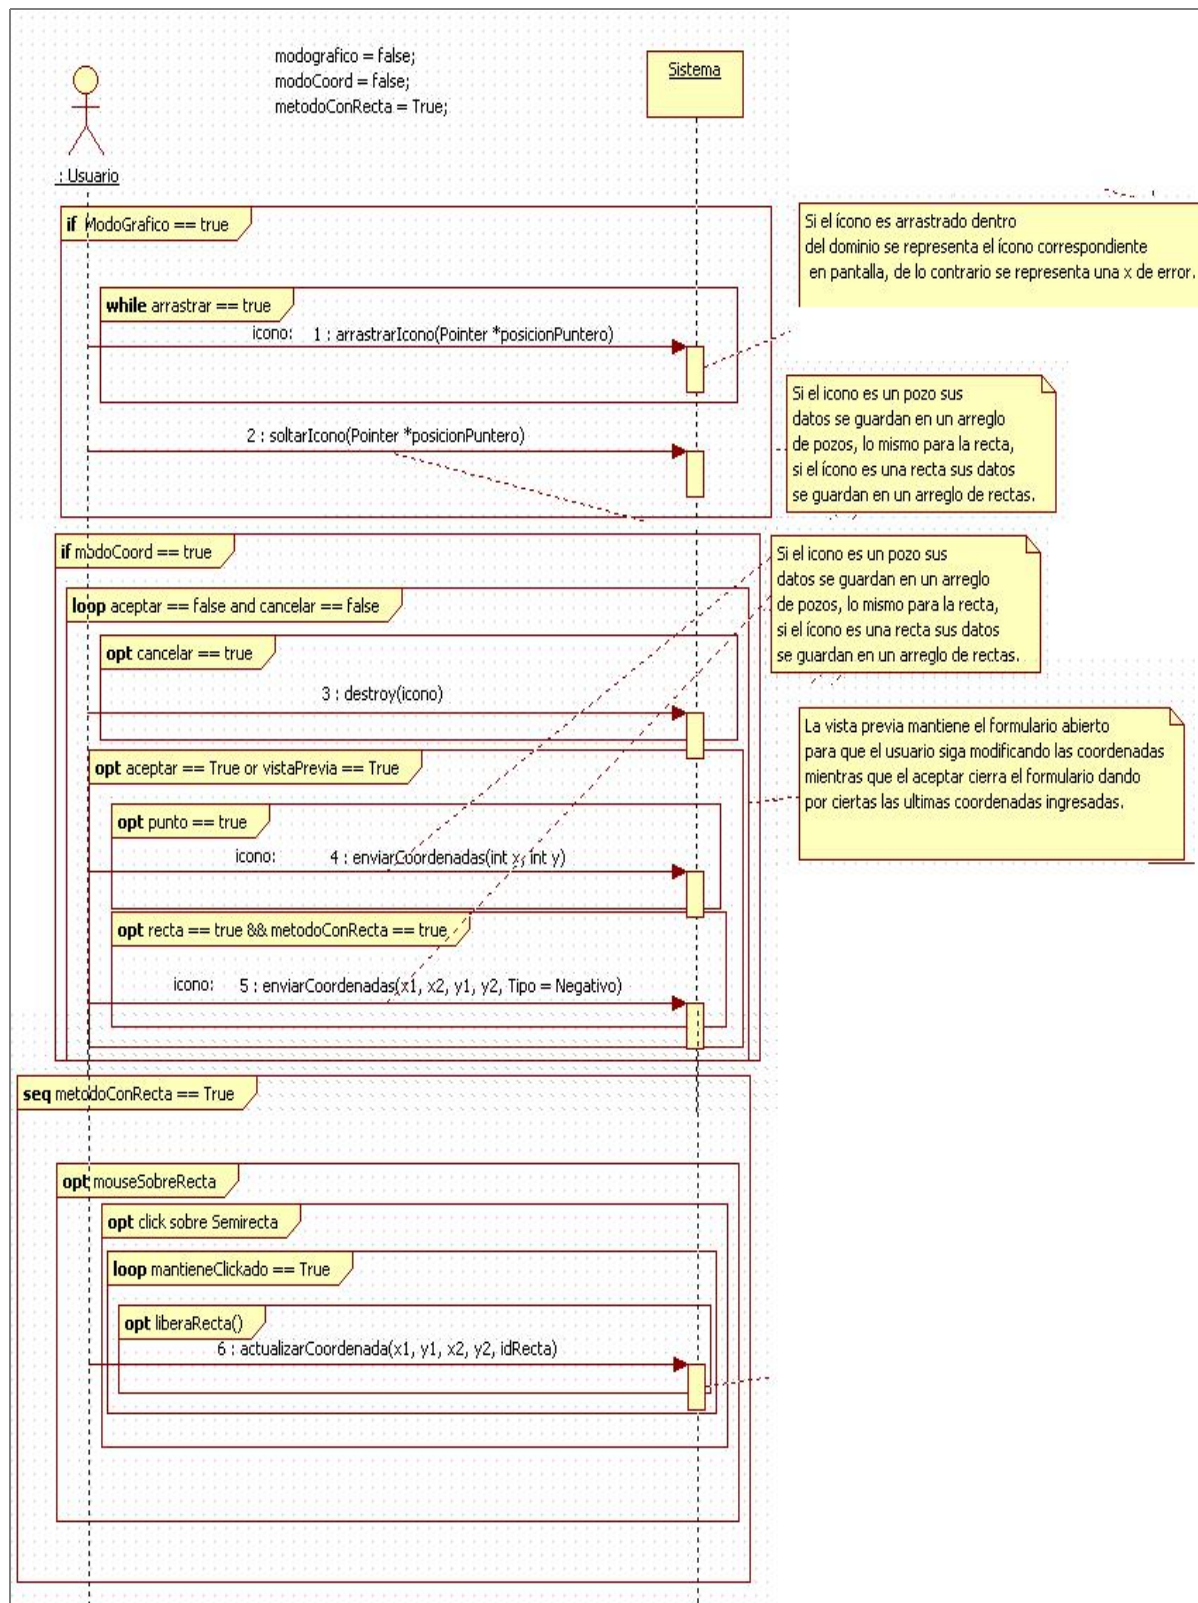 modografico = false;
modoCoord = false;
metodoConRecta = True;
Sistema
: Usuario
if ModoGrafico == true
Si el ícono es arrastrado dentro
del dominio se representa el ícono correspondiente
en pantalla, de lo contrario se representa una x de error.
while arrastrar == true
icono: 1 : arrastrarIcono(Pointer *posicionPuntero)
Si el icono es un pozo sus
datos se guardan en un arreglo
de pozos, lo mismo para la recta,
si el ícono es una recta sus datos
se guardan en un arreglo de rectas.
2 : soltarIcono(Pointer *posicionPuntero)
if modoCoord == true
Si el icono es un pozo sus
datos se guardan en un arreglo
de pozos, lo mismo para la recta,
si el ícono es una recta sus datos
se guardan en un arreglo de rectas.
loop aceptar == false and cancelar == false
opt cancelar == true
3 : destroy(icono)
La vista previa mantiene el formulario abierto
para que el usuario siga modificando las coordenadas
mientras que el aceptar cierra el formulario dando
por ciertas las ultimas coordenadas ingresadas.
opt aceptar == True or vistaPrevia == True
opt punto == true
icono: 4 : enviarCoordenadas(int x, int y)
opt recta == true && metodoConRecta == true
icono: 5 : enviarCoordenadas(x1, x2, y1, y2, Tipo = Negativo)
seq metodoConRecta == True
opt mouseSobreRecta
opt click sobre Semirecta
loop mantieneClickado == True
opt liberaRecta()
6 : actualizarCoordenada(x1, y1, x2, y2, idRecta)